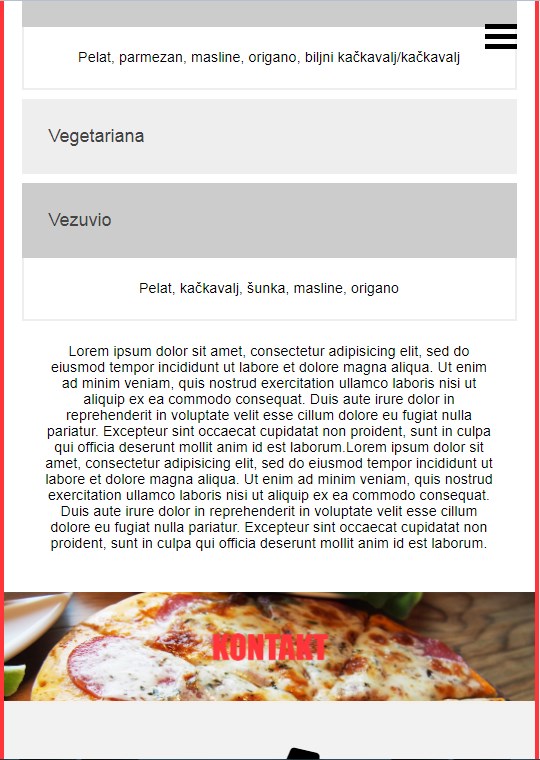 Pelat, parmezan, masline, origano, biljni kačkavalj/kačkavalj
Vegetariana
Vezuvio
Pelat, kačkavalj, šunka, masline, origano
Lorem ipsum dolor sit amet, consectetur adipisicing elit, sed do
eiusmod tempor incididunt ut labore et dolore magna aliqua. Ut enim
ad minim veniam, quis nostrud exercitation ullamco laboris nisi ut
aliquip ex ea commodo consequat. Duis aute irure dolor in
reprehenderit in voluptate velit esse cillum dolore eu fugiat nulla
pariatur. Excepteur sint occaecat cupidatat non proident, sunt in culpa
qui officia deserunt mollit anim id est laborum.Lorem ipsum dolor sit
amet, consectetur adipisicing elit, sed do eiusmod tempor incididunt ut
labore et dolore magna aliqua. Ut enim ad minim veniam, quis nostrud
exercitation ullamco laboris nisi ut aliquip ex ea commodo consequat.
Duis aute irure dolor in reprehenderit in voluptate velit esse cillum
dolore eu fugiat nulla pariatur. Excepteur sint occaecat cupidatat non
proident, sunt in culpa qui officia deserunt mollit anim id est laborum.
KONTAKT